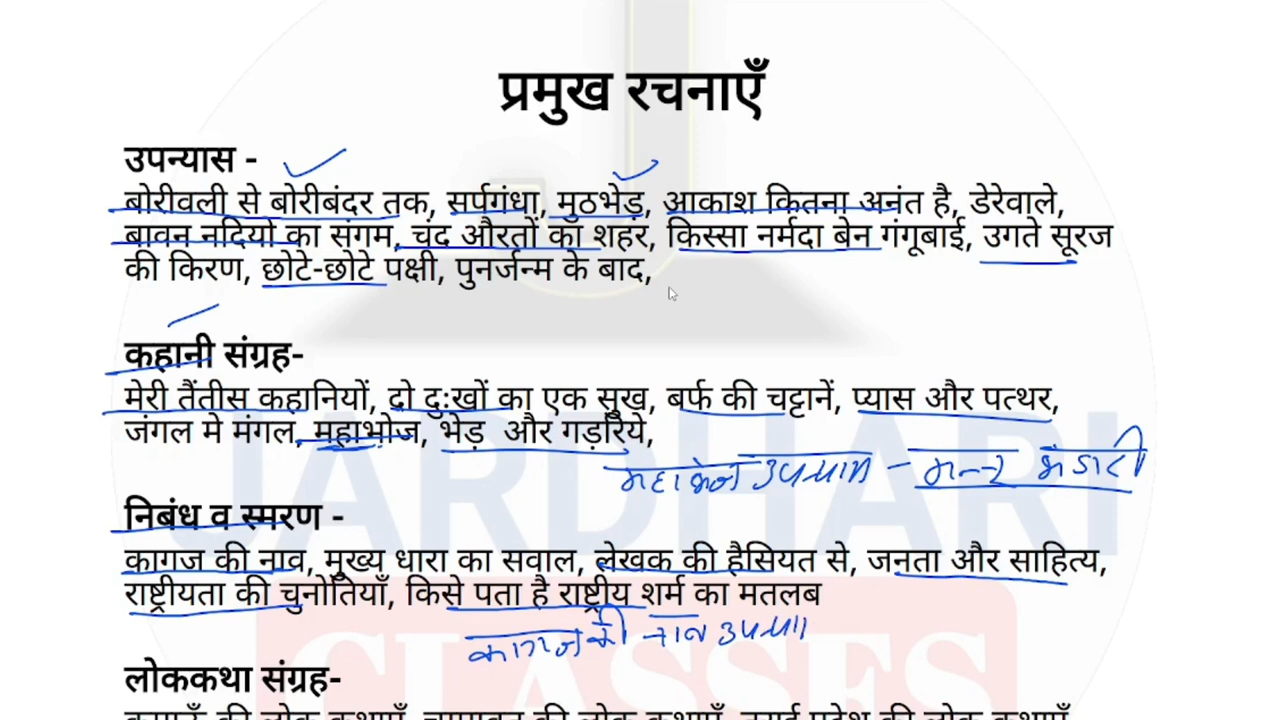 प्रमुख रचनाएँ
उपन्यास -
बोरीवली से बोरीबंदर तक, सर्पगंधा, मुठभेड़, आकाश कितना अनंत है, डेरेवाले,
बावन नदियो का संगम, चंद औरतों का शहर, किस्सा नर्मदा बेन गंगूबाई, उगते सूरज
की किरण, छोटे-छोटे पक्षी, पुनर्जन्म के बाद,
कहानी संग्रह-
मेरी तैंतीस कहानियों, दो दुःखों का एक सुख, बर्फ की चट्टानें, प्यास और पत्थर,
जंगल मे मंगल, महाभोज, भेड़ और गड़रिये,
महाभोज उपन्यास - मन्नू भंडारी
निबंध व स्मरण -
कागज की नाव, मुख्य धारा का सवाल, लेखक की हैसियत से, जनता और साहित्य,
राष्ट्रीयता की चुनोतियाँ, किसे पता है राष्ट्रीय शर्म का मतलब
कागज की नाव
लोककथा संग्रह-
JARDHARI
CLASSES